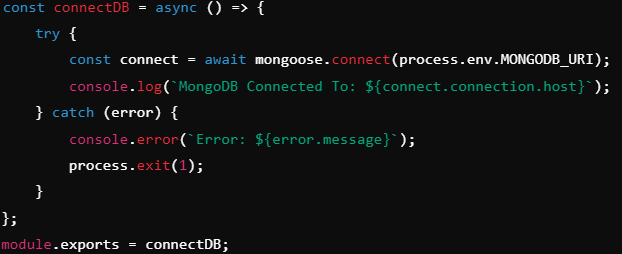 const connectDB = async () => {
    try {
        const connect = await mongoose.connect(process.env.MONGODB_URI);
        console.log(`MongoDB Connected To: ${connect.connection.host}`);
    } catch (error) {
        console.error(`Error: ${error.message}`);
        process.exit(1);
    }
};
module.exports = connectDB;